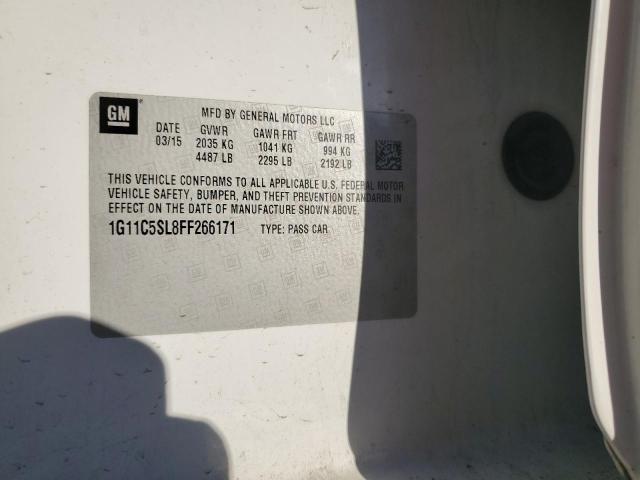 GM
MFD BY GENERAL MOTORS LLC
DATE GVWR GAWR FRT GAWR RR
03/15 2035 KG 1041 KG 994 KG
4487 LB 2295 LB 2192 LB
THIS VEHICLE CONFORMS TO ALL APPLICABLE U.S. FEDERAL MOTOR
VEHICLE SAFETY, BUMPER, AND THEFT PREVENTION STANDARDS IN
EFFECT ON THE DATE OF MANUFACTURE SHOWN ABOVE.
1G11C5SL8FF266171 TYPE: PASS CAR